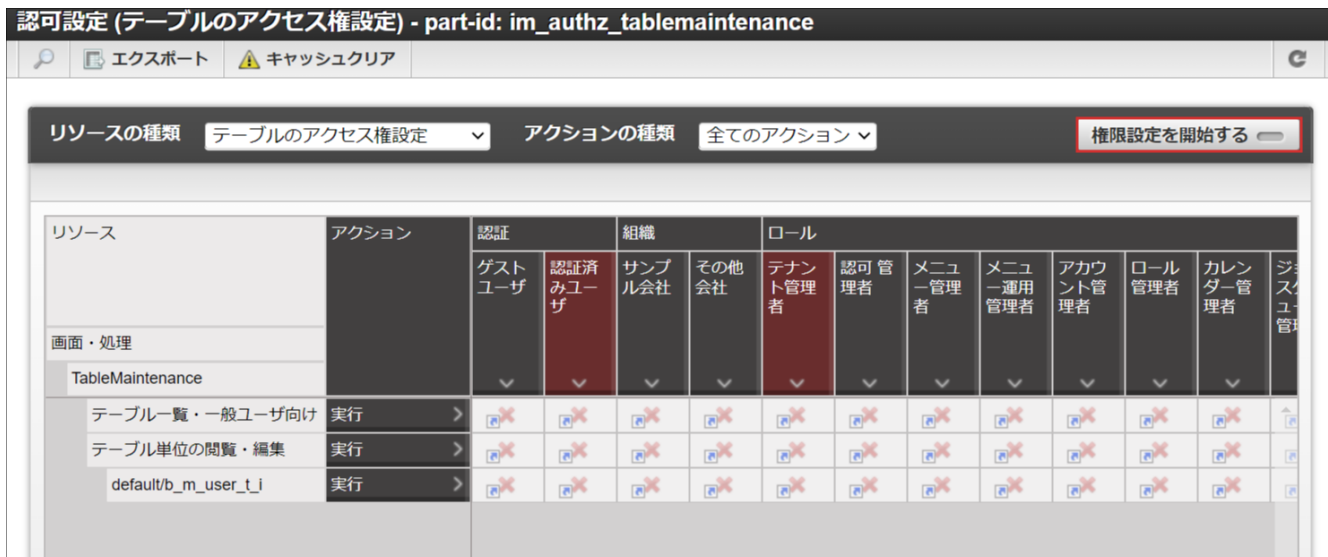 認可設定 (テーブルのアクセス権設定) - part-id: im_authz_tablemaintenance
エクスポート キャッシュクリア
リソースの種類 テーブルのアクセス権設定 アクションの種類 全てのアクション 権限設定を開始する
リソース アクション 認証 組織 ロール
ゲストユーザ 認証済みユーザ サンプル会社 その他会社 テナント管理者 認可 管理者 メニュー管理者 メニュー運用管理者 アカウント管理者 ロール管理者 カレンダー管理者
画面・処理
TableMaintenance
テーブル一覧・一般ユーザ向け 実行
テーブル単位の閲覧・編集 実行
default/b_m_user_t_i 実行